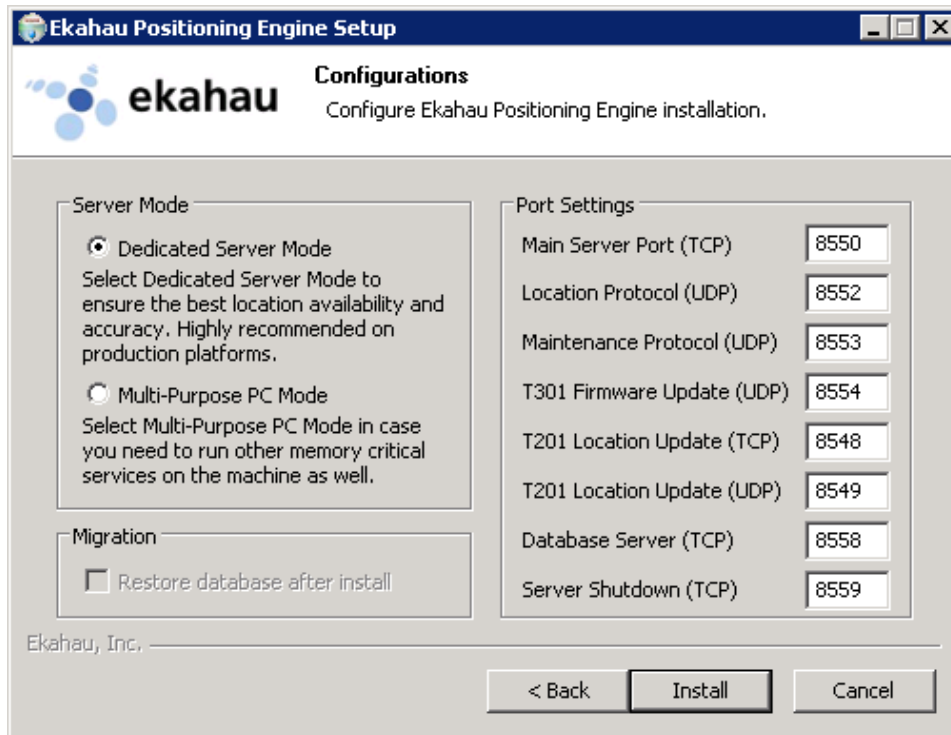 Ekahau Positioning Engine Setup
ekahau
Configurations
Configure Ekahau Positioning Engine installation.
Server Mode
Dedicated Server Mode
Select Dedicated Server Mode to
ensure the best location availability and
accuracy. Highly recommended on
production platforms.
Multi-Purpose PC Mode
Select Multi-Purpose PC Mode in case
you need to run other memory critical
services on the machine as well.
Migration
Restore database after install
Port Settings
Main Server Port (TCP) 8550
Location Protocol (UDP) 8552
Maintenance Protocol (UDP) 8553
T301 Firmware Update (UDP) 8554
T201 Location Update (TCP) 8548
T201 Location Update (UDP) 8549
Database Server (TCP) 8558
Server Shutdown (TCP) 8559
Ekahau, Inc.
< Back Install Cancel